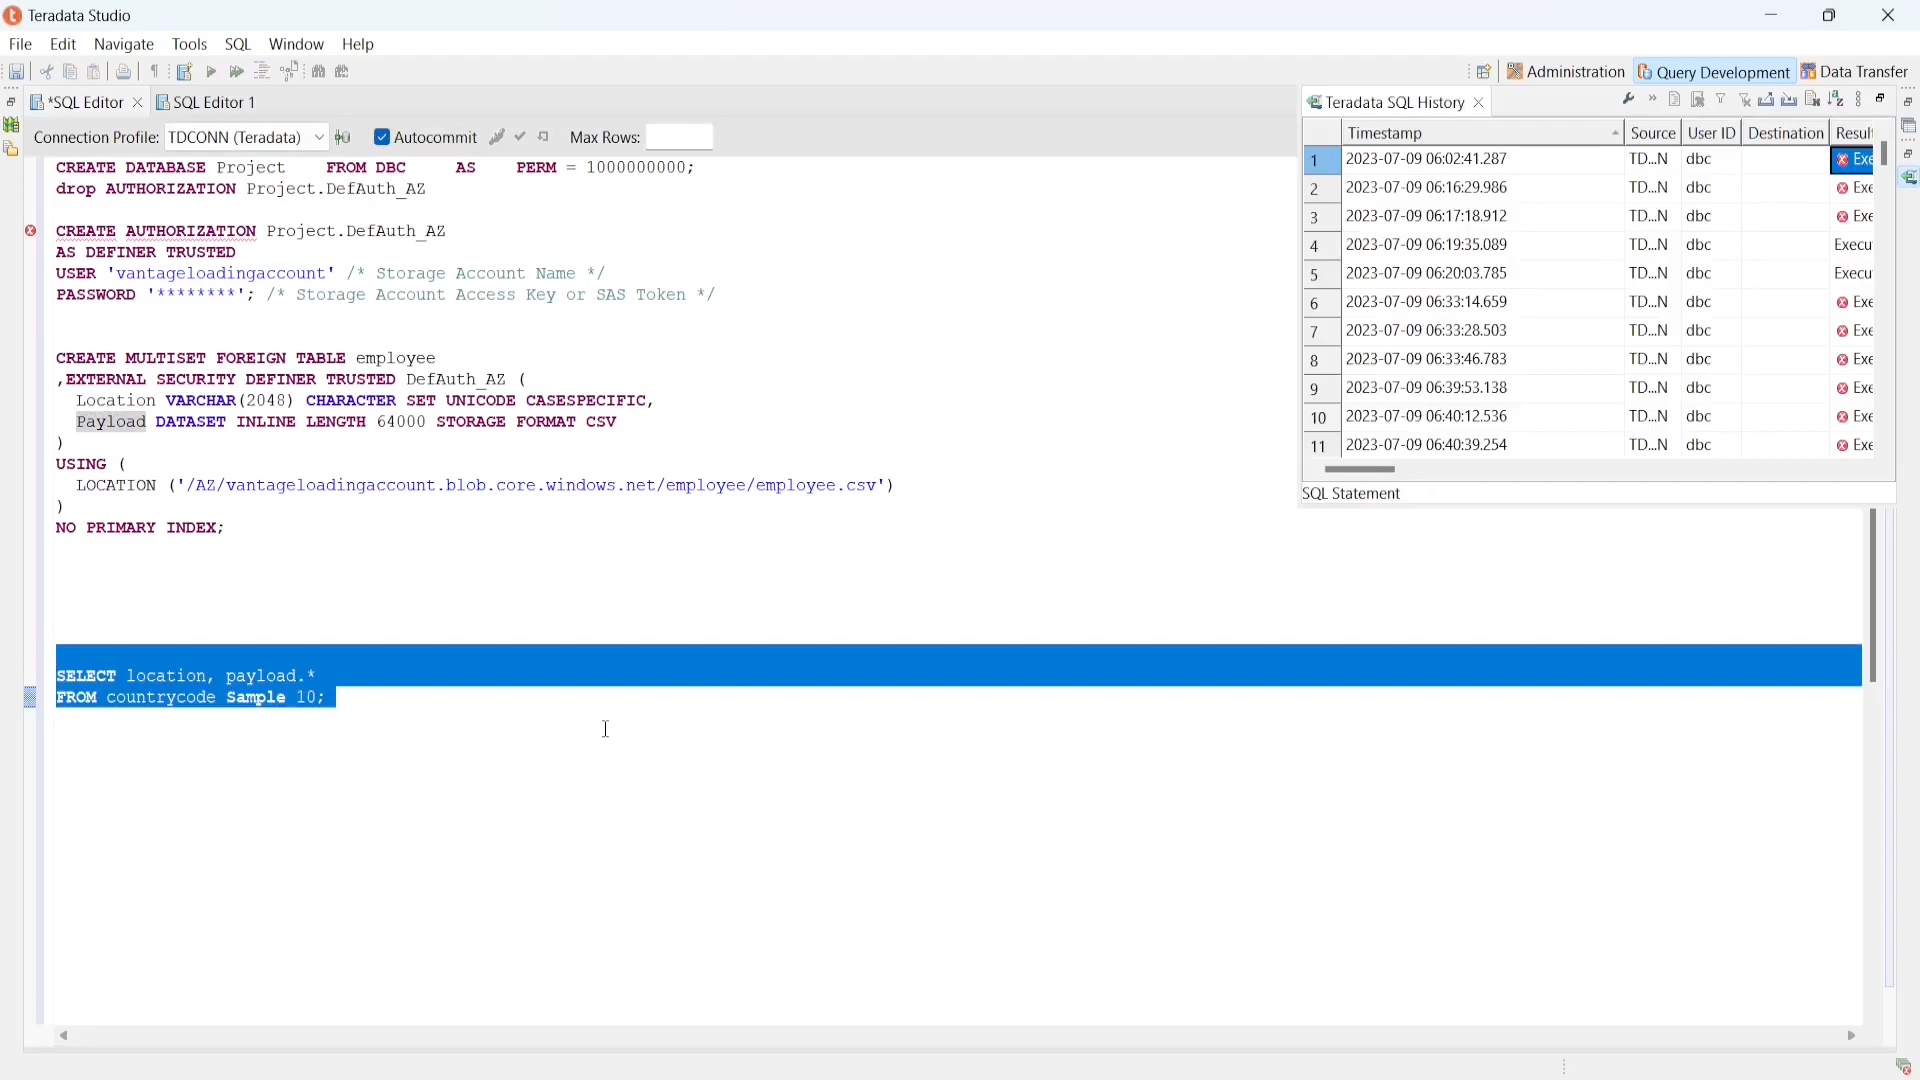 Teradata Studio
File Edit Navigate Tools SQL Window Help
Administration Query Development Data Transfer
*SQL Editor SQL Editor 1
Connection Profile: TDCONN (Teradata) Autocommit Max Rows:
CREATE DATABASE Project FROM DBC AS PERM = 1000000000;
drop AUTHORIZATION Project.DefAuth_AZ
CREATE AUTHORIZATION Project.DefAuth_AZ
AS DEFINER TRUSTED
USER 'vantageloadingaccount' /* Storage Account Name */
PASSWORD '********'; /* Storage Account Access Key or SAS Token */
CREATE MULTISET FOREIGN TABLE employee
,EXTERNAL SECURITY DEFINER TRUSTED DefAuth_AZ (
Location VARCHAR(2048) CHARACTER SET UNICODE CASESPECIFIC,
Payload DATASET INLINE LENGTH 64000 STORAGE FORMAT CSV
)
USING (
LOCATION ('/AZ/vantageloadingaccount.blob.core.windows.net/employee/employee.csv')
)
NO PRIMARY INDEX;
SELECT location, payload.*
FROM countrycode Sample 10;
Teradata SQL History
Timestamp Source User ID Destination Result
1 2023-07-09 06:02:41.287 TD...N dbc Exe
2 2023-07-09 06:16:29.986 TD...N dbc Exe
3 2023-07-09 06:17:18.912 TD...N dbc Exe
4 2023-07-09 06:19:35.089 TD...N dbc Execu
5 2023-07-09 06:20:03.785 TD...N dbc Execu
6 2023-07-09 06:33:14.659 TD...N dbc Exe
7 2023-07-09 06:33:28.503 TD...N dbc Exe
8 2023-07-09 06:33:46.783 TD...N dbc Exe
9 2023-07-09 06:39:53.138 TD...N dbc Exe
10 2023-07-09 06:40:12.536 TD...N dbc Exe
11 2023-07-09 06:40:39.254 TD...N dbc Exe
SQL Statement